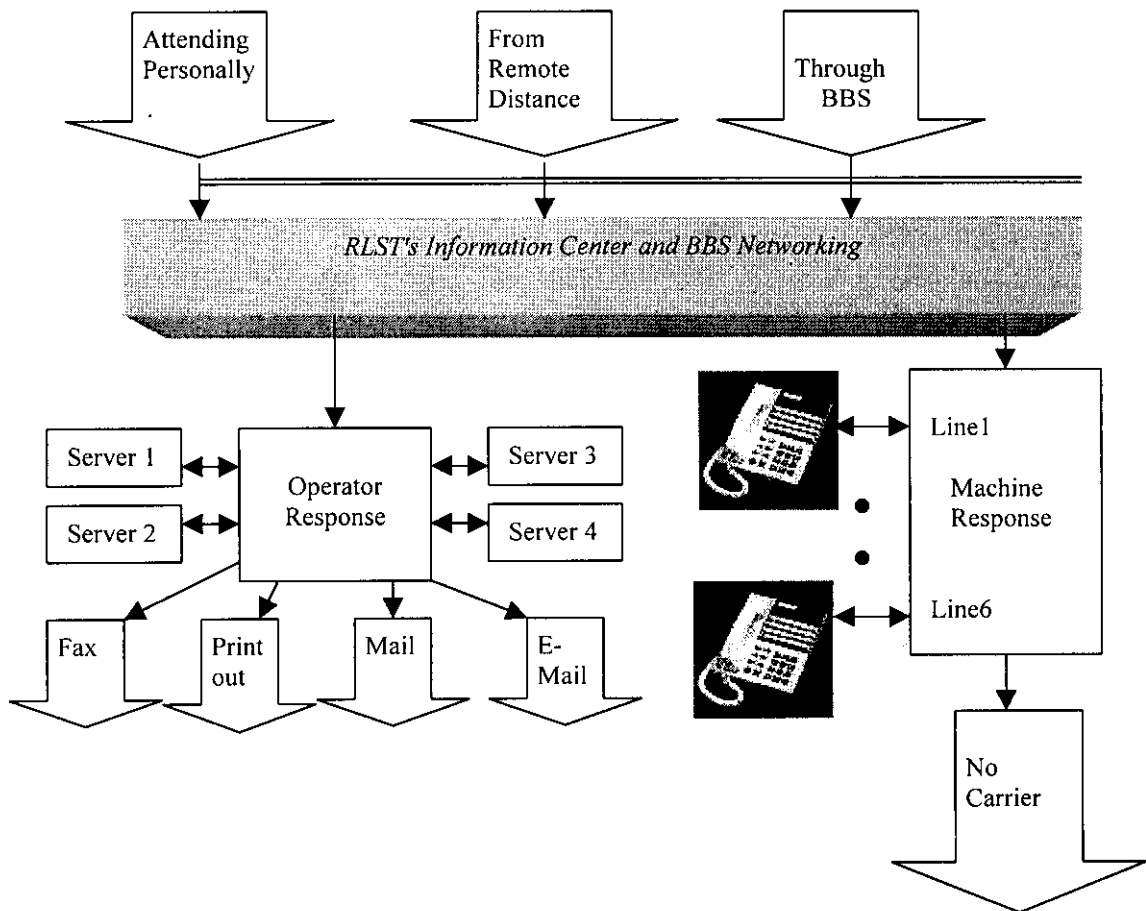 Attending
Personally
From
Remote
Distance
Through
BBS
RLST's Information Center and BBS Networking
Server 1
Server 2
Operator
Response
Server 3
Server 4
Line1
Machine
Response
Line6
Fax
Print
out
Mail
E-
Mail
No
Carrier